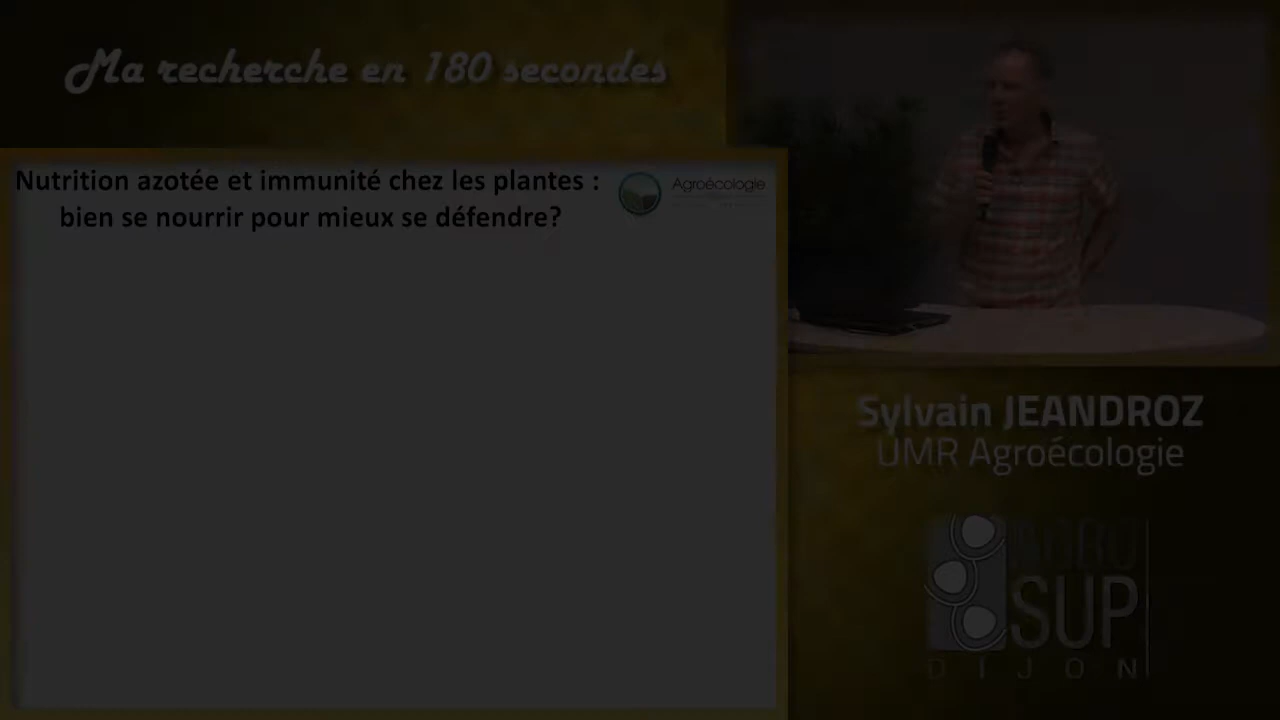 Ma recherche en 180 secondes
Nutrition azotée et immunité chez les plantes :
bien se nourrir pour mieux se défendre?
Agroécologie
Sylvain JEANDROZ
UMR Agroécologie
AGRO
SUP
DIJON